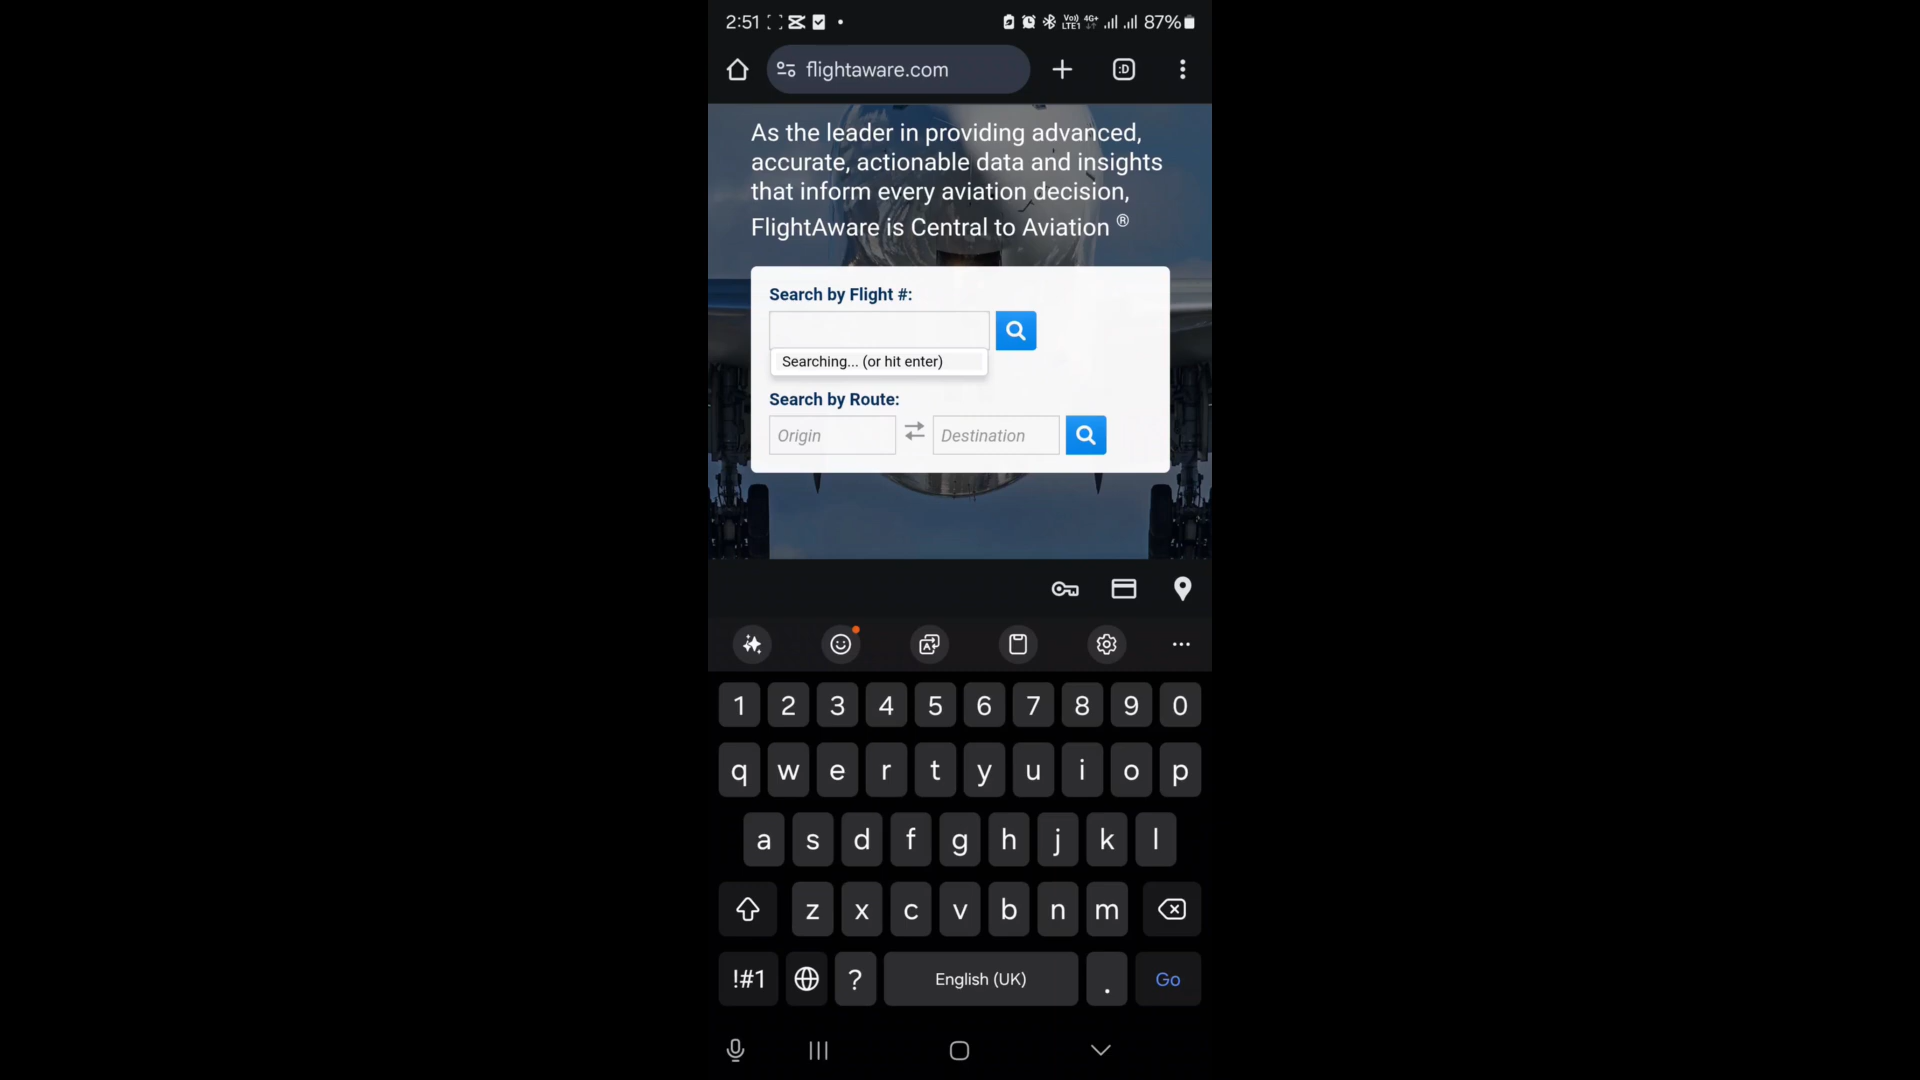 2:51 VoLTE1 4G+ 87%
flightaware.com :D
As the leader in providing advanced,
accurate, actionable data and insights
that inform every aviation decision,
FlightAware is Central to Aviation ®
Search by Flight #:
Searching... (or hit enter)
Search by Route:
Origin Destination
1 2 3 4 5 6 7 8 9 0
q w e r t y u i o p
a s d f g h j k l
z x c v b n m
!#1 ? English (UK) . Go